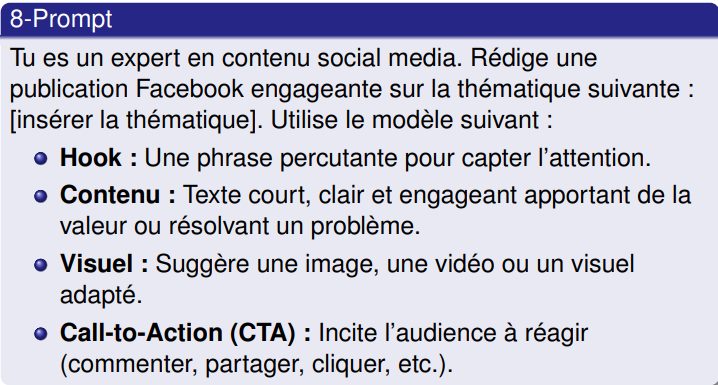 8-Prompt
Tu es un expert en contenu social media. Rédige une
publication Facebook engageante sur la thématique suivante :
[insérer la thématique]. Utilise le modèle suivant :
Hook : Une phrase percutante pour capter l'attention.
Contenu : Texte court, clair et engageant apportant de la
valeur ou résolvant un problème.
Visuel : Suggère une image, une vidéo ou un visuel
adapté.
Call-to-Action (CTA) : Incite l'audience à réagir
(commenter, partager, cliquer, etc.).